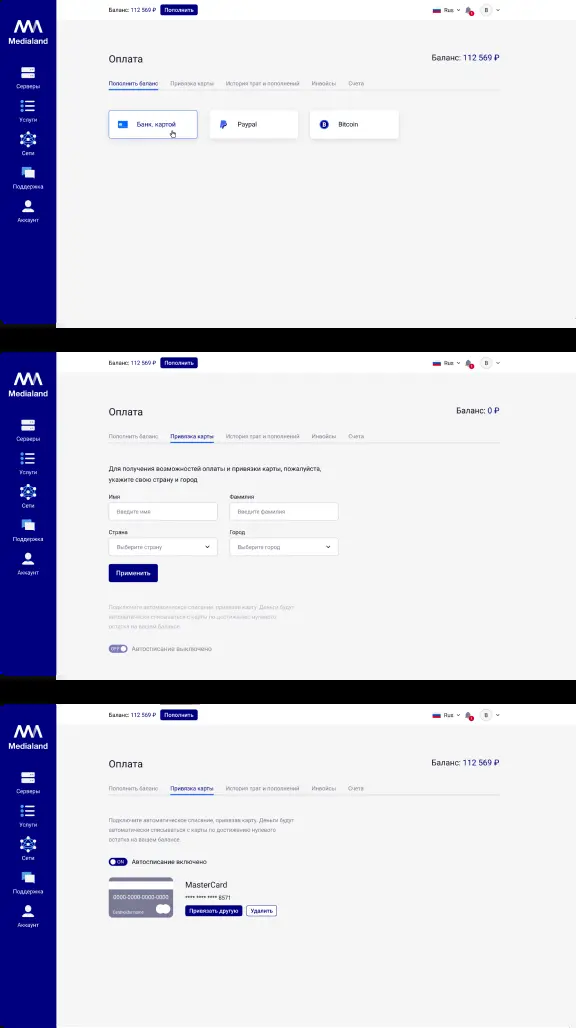 Medialand
Серверы
Услуги
Сети
Поддержка
Аккаунт
Баланс: 112 569 ₽ Пополнить
Rus
1
B
Оплата
Баланс: 112 569 ₽
Пополнить баланс Привязка карты История трат и пополнений Инвойсы Счета
Банк. картой
Paypal
Bitcoin
Medialand
Серверы
Услуги
Сети
Поддержка
Аккаунт
Баланс: 112 569 ₽ Пополнить
Rus
1
B
Оплата
Баланс: 0 ₽
Пополнить баланс Привязка карты История трат и пополнений Инвойсы Счета
Для получения возможностей оплаты и привязки карты, пожалуйста,
укажите свою страну и город
Имя Фамилия
Введите имя Введите фамилия
Страна Город
Выберите страну Выберите город
Применить
Подключите автоматическое списание, привязав карту. Деньги будут
автоматически списываться с карты по достижению нулевого
остатка на вашем балансе
OFF Автосписание выключено
Medialand
Серверы
Услуги
Сети
Поддержка
Аккаунт
Баланс: 112 569 ₽ Пополнить
Rus
1
B
Оплата
Баланс: 112 569 ₽
Пополнить баланс Привязка карты История трат и пополнений Инвойсы Счета
Подключите автоматическое списание, привязав карту. Деньги будут
автоматически списываться с карты по достижению нулевого
остатка на вашем балансе
ON Автосписание включено
0000-0000-0000-0000
MasterCard
**** **** **** 8571
Привязать другую Удалить